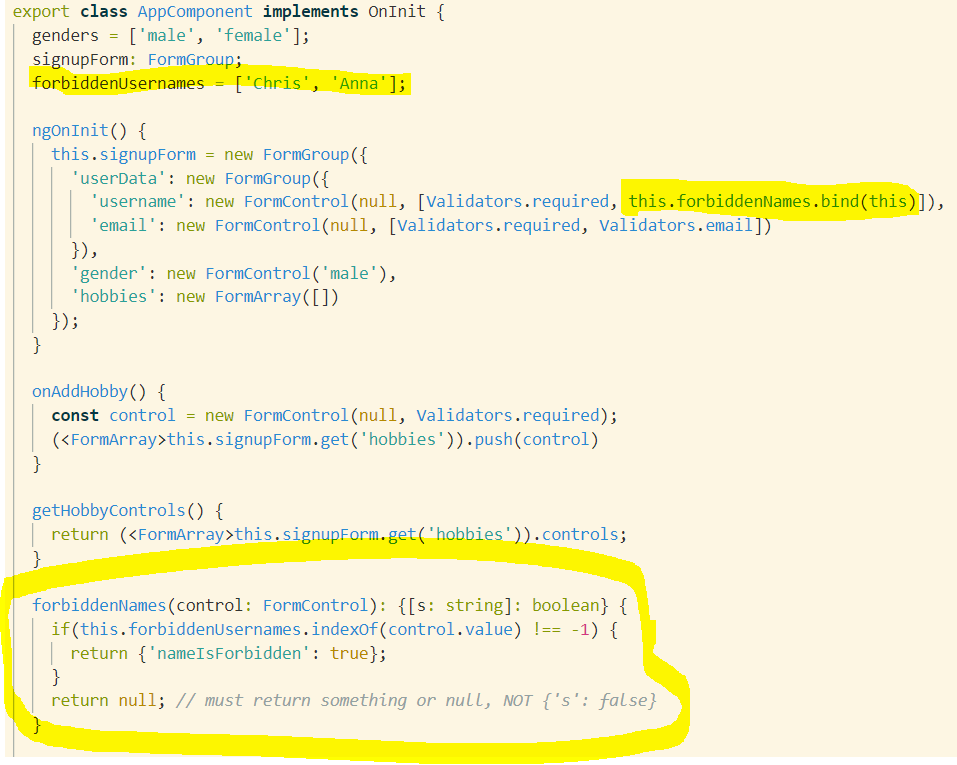 export class AppComponent implements OnInit {
genders = ['male', 'female'];
signupForm: FormGroup;
forbiddenUsernames = ['Chris', 'Anna'];
ngOnInit() {
this.signupForm = new FormGroup({
'userData': new FormGroup({
'username': new FormControl(null, [Validators.required, this.forbiddenNames.bind(this)]),
'email': new FormControl(null, [Validators.required, Validators.email])
}),
'gender': new FormControl('male'),
'hobbies': new FormArray([])
});
}
onAddHobby() {
const control = new FormControl(null, Validators.required);
(<FormArray>this.signupForm.get('hobbies')).push(control)
}
getHobbyControls() {
return (<FormArray>this.signupForm.get('hobbies')).controls;
}
forbiddenNames(control: FormControl): {[s: string]: boolean} {
if(this.forbiddenUsernames.indexOf(control.value) !== -1) {
return {'nameIsForbidden': true};
}
return null; // must return something or null, NOT {'s': false}
}